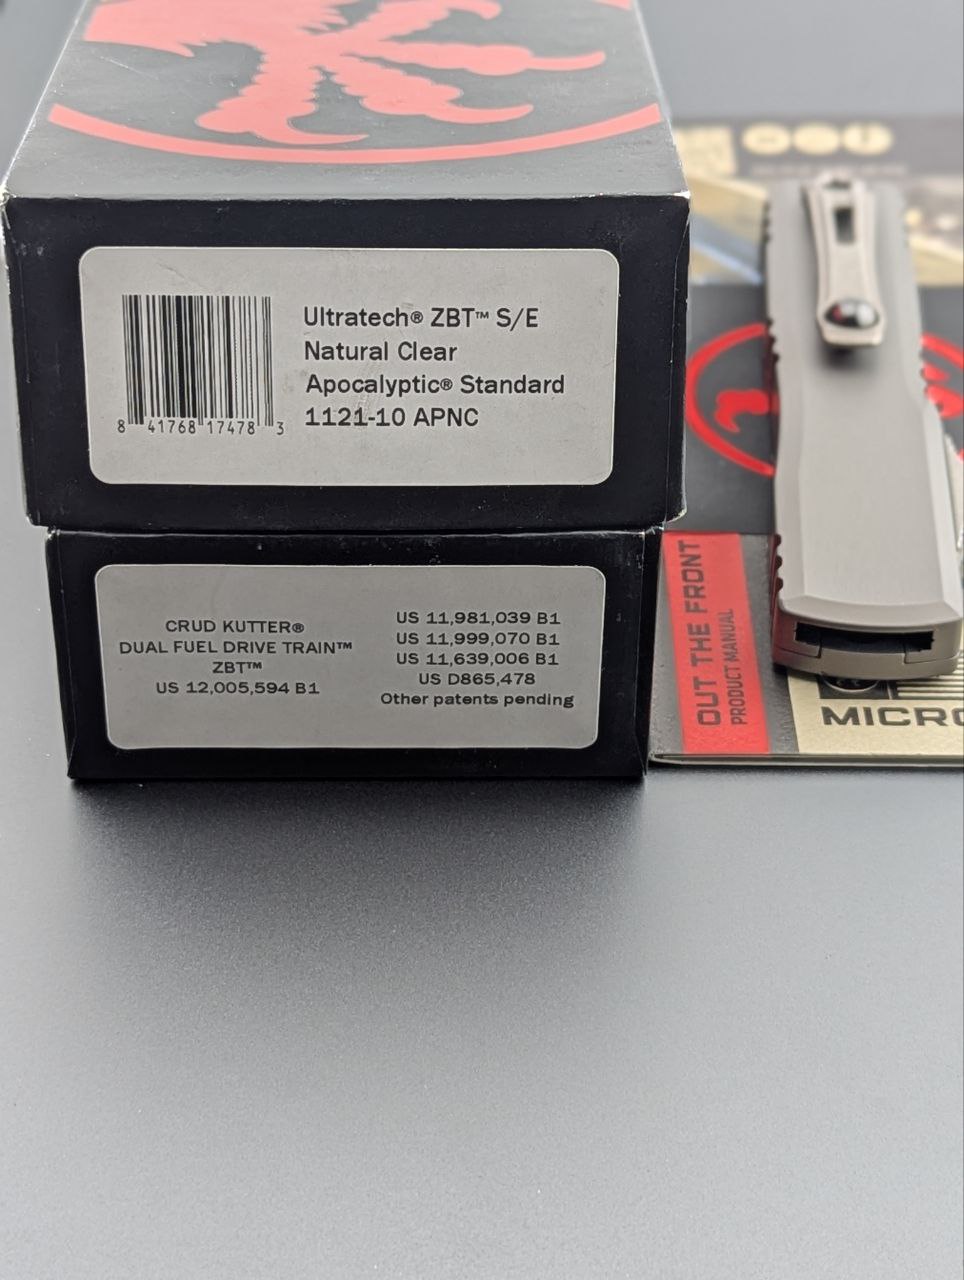 Ultratech® ZBT™ S/E
Natural Clear
Apocalyptic® Standard
1121-10 APNC
8 41768 17478 3
CRUD KUTTER®
DUAL FUEL DRIVE TRAIN™
ZBT™
US 12,005,594 B1
US 11,981,039 B1
US 11,999,070 B1
US 11,639,006 B1
US D865,478
Other patents pending
OUT THE FRONT
PRODUCT MANUAL
MICRO